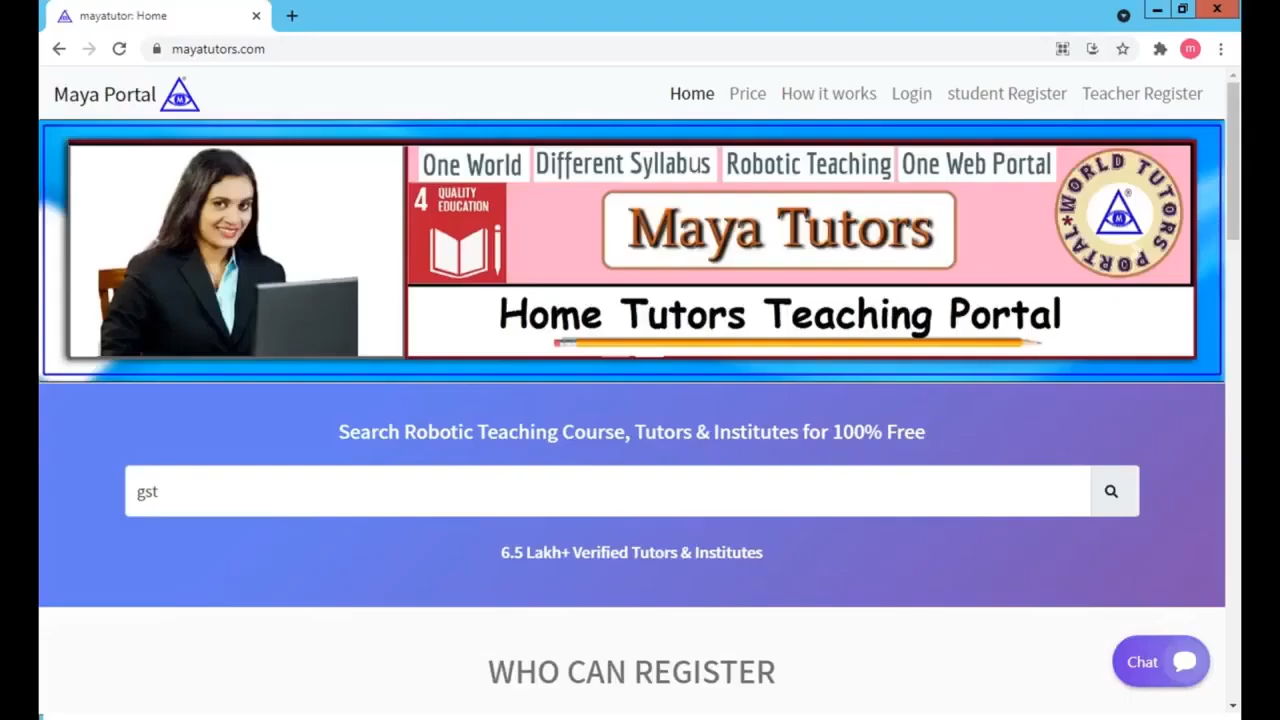 mayatutor: Home
mayatutors.com
m
Maya Portal
M
Home Price How it works Login student Register Teacher Register
One World Different Syllabus Robotic Teaching One Web Portal
4 QUALITY
EDUCATION
Maya Tutors
WORLD TUTORS PORTAL*
M
®
Home Tutors Teaching Portal
Search Robotic Teaching Course, Tutors & Institutes for 100% Free
gst
6.5 Lakh+ Verified Tutors & Institutes
WHO CAN REGISTER
Chat